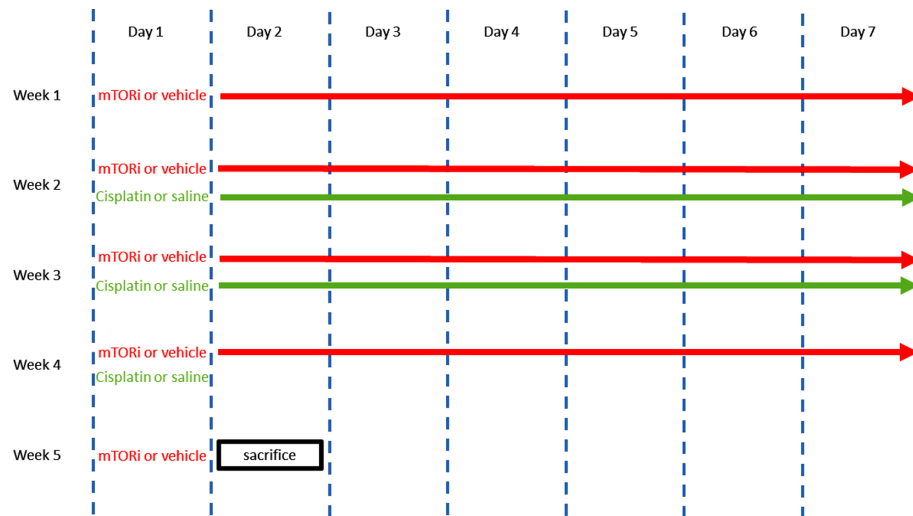 Day 1 Day 2 Day 3 Day 4 Day 5 Day 6 Day 7
Week 1 mTORi or vehicle
Week 2 mTORi or vehicle
Cisplatin or saline
Week 3 mTORi or vehicle
Cisplatin or saline
Week 4 mTORi or vehicle
Cisplatin or saline
Week 5 mTORi or vehicle sacrifice